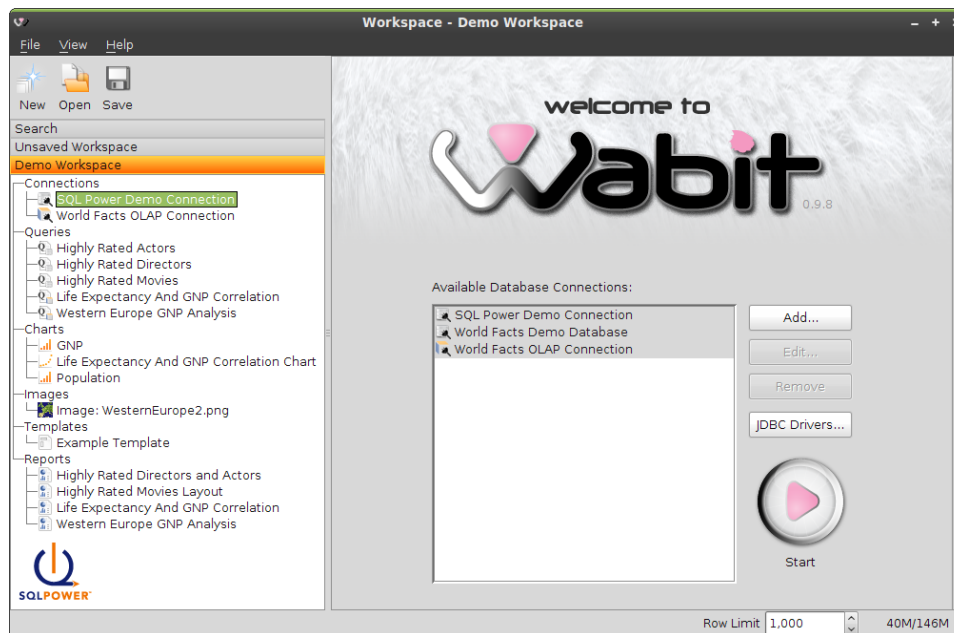 Workspace - Demo Workspace
File View Help
New Open Save
Search
Unsaved Workspace
Demo Workspace
Connections
SQL Power Demo Connection
World Facts OLAP Connection
Queries
Highly Rated Actors
Highly Rated Directors
Highly Rated Movies
Life Expectancy And GNP Correlation
Western Europe GNP Analysis
Charts
GNP
Life Expectancy And GNP Correlation Chart
Population
Images
Image: WesternEurope2.png
Templates
Example Template
Reports
Highly Rated Directors and Actors
Highly Rated Movies Layout
Life Expectancy And GNP Correlation
Western Europe GNP Analysis
SQLPOWER
welcome to
Wabit
0.9.8
Available Database Connections:
SQL Power Demo Connection
World Facts Demo Database
World Facts OLAP Connection
Add...
Edit...
Remove
JDBC Drivers...
Start
Row Limit 1,000
40M/146M